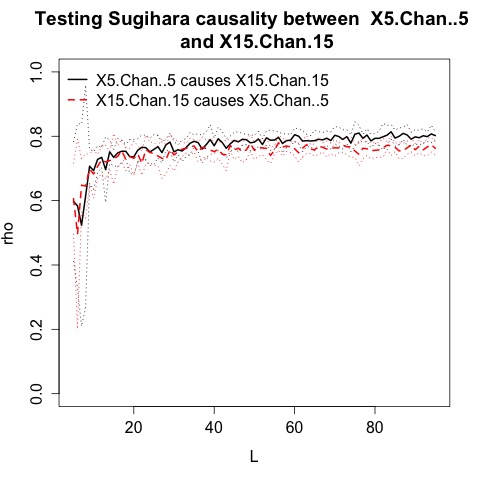 Testing Sugihara causality between  X5.Chan..5
and X15.Chan.15
X5.Chan..5 causes X15.Chan.15
X15.Chan.15 causes X5.Chan..5
1.0
0.8
0.6
0.4
0.2
0.0
rho
20 40 60 80
L